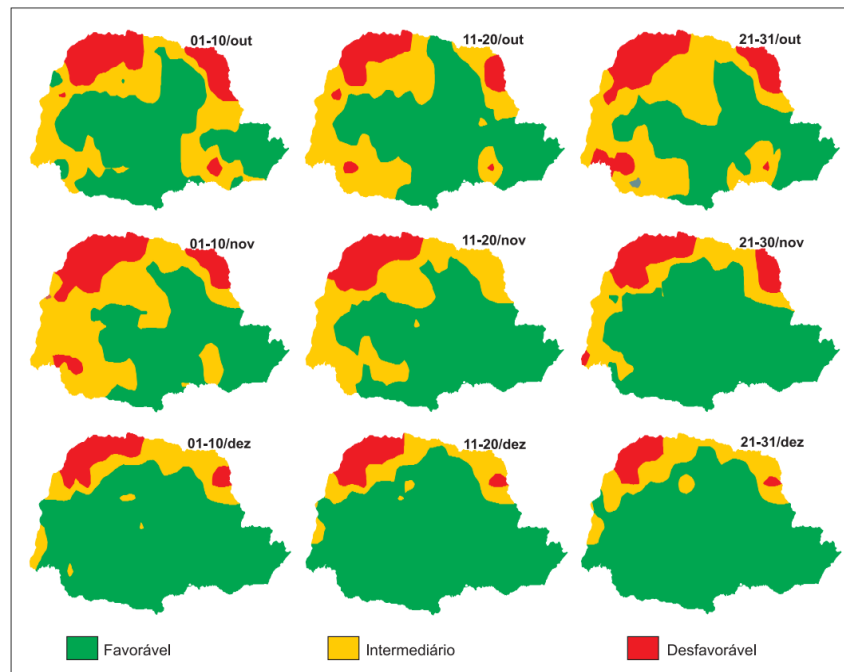 01-10/out
11-20/out
21-31/out
01-10/nov
11-20/nov
21-30/nov
01-10/dez
11-20/dez
21-31/dez
Favorável
Intermediário
Desfavorável